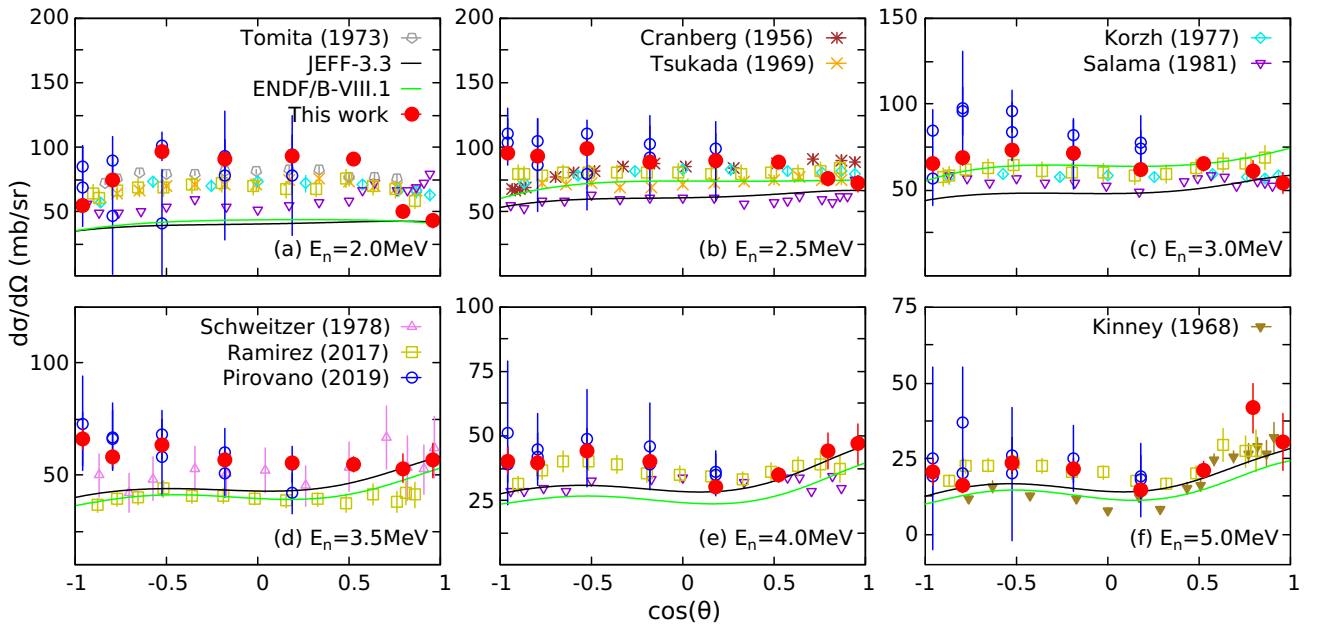 dσ/dΩ (mb/sr)
200
150
100
50
Tomita (1973)
JEFF-3.3
ENDF/B-VIII.1
This work
(a) E_n=2.0MeV
200
150
100
50
Cranberg (1956)
Tsukada (1969)
(b) E_n=2.5MeV
150
100
50
Korzh (1977)
Salama (1981)
(c) E_n=3.0MeV
100
50
Schweitzer (1978)
Ramirez (2017)
Pirovano (2019)
(d) E_n=3.5MeV
-1 -0.5 0 0.5 1
100
75
50
25
(e) E_n=4.0MeV
-1 -0.5 0 0.5 1
75
50
25
0
Kinney (1968)
(f) E_n=5.0MeV
-1 -0.5 0 0.5 1
cos(θ)